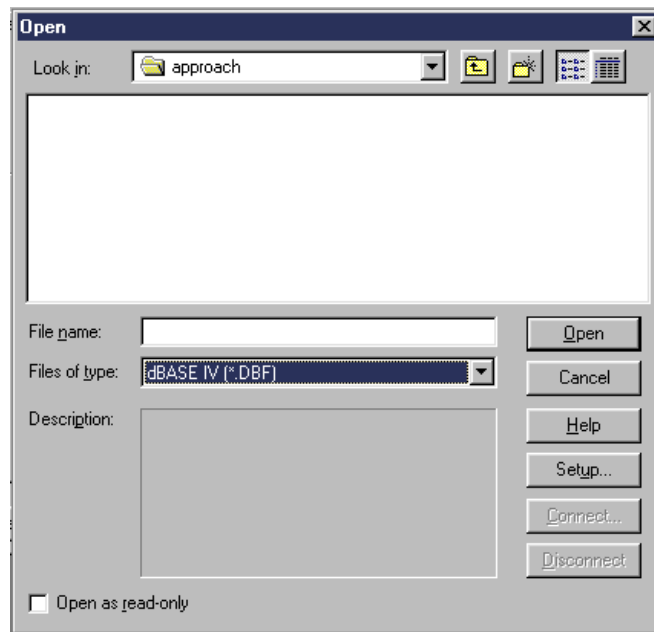 Open
Look in: approach
File name:
Open
Files of type: dBASE IV (*.DBF)
Cancel
Description:
Help
Setup...
Connect...
Disconnect
Open as read-only